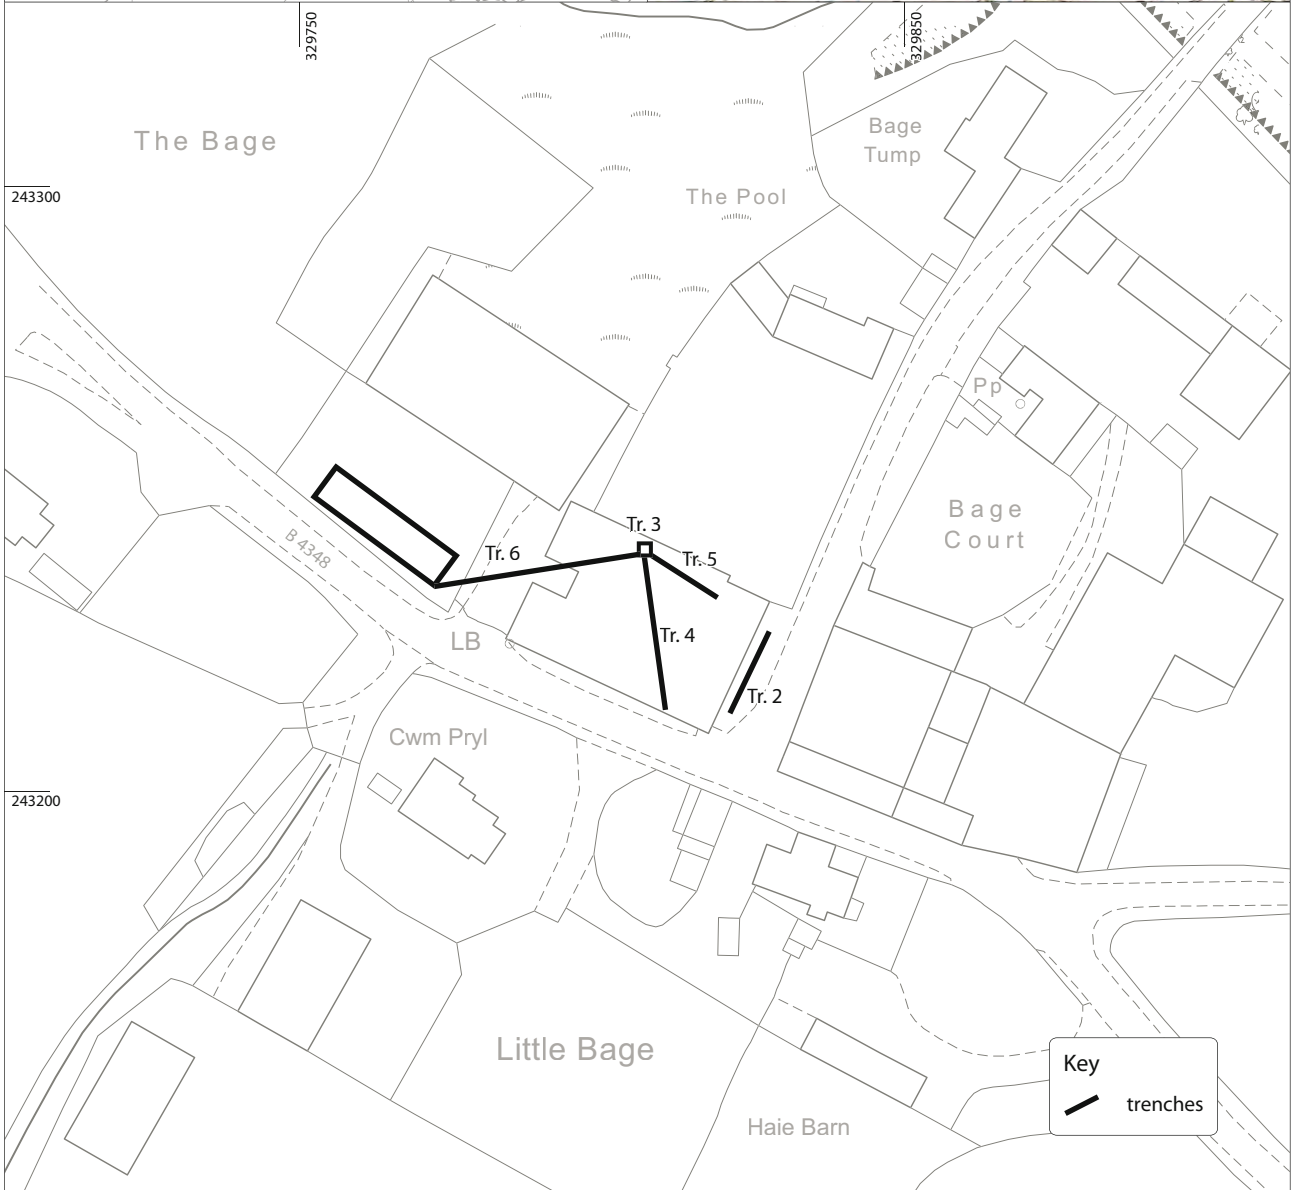 329750
329850
The Bage
Bage
Tump
243300
The Pool
Pp
Bage
Court
Tr. 3
B 4348
Tr. 6
Tr. 5
LB
Tr. 4
Tr. 2
Cwm Pryl
243200
Little Bage
Key
trenches
Haie Barn